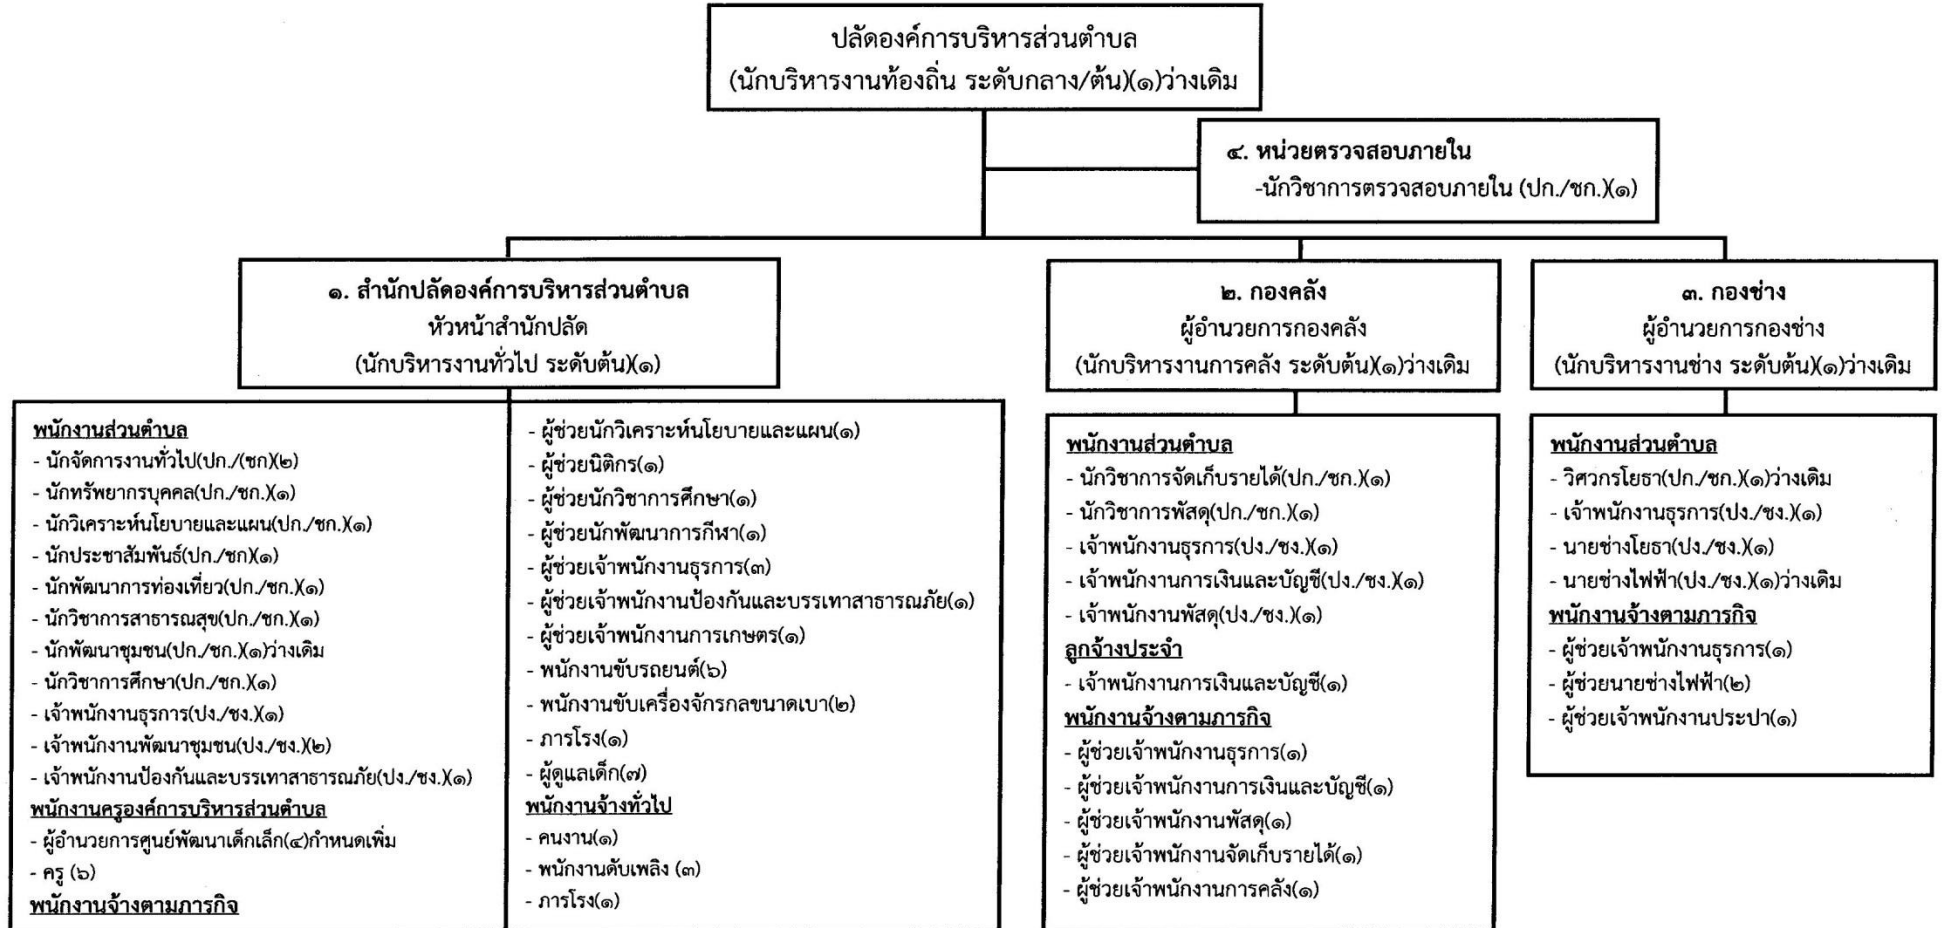 ปลัดองค์การบริหารส่วนตำบล
(นักบริหารงานท้องถิ่น ระดับกลาง/ต้น)(๑)ว่างเดิม
๔. หน่วยตรวจสอบภายใน
-นักวิชาการตรวจสอบภายใน (ปก./ชก.)(๑)
๑. สำนักปลัดองค์การบริหารส่วนตำบล
หัวหน้าสำนักปลัด
(นักบริหารงานทั่วไป ระดับต้น)(๑)
๒. กองคลัง
ผู้อำนวยการกองคลัง
(นักบริหารงานการคลัง ระดับต้น)(๑)ว่างเดิม
๓. กองช่าง
ผู้อำนวยการกองช่าง
(นักบริหารงานช่าง ระดับต้น)(๑)ว่างเดิม
พนักงานส่วนตำบล
- นักจัดการงานทั่วไป(ปก./(ชก)(๒)
- นักทรัพยากรบุคคล(ปก./ชก.)(๑)
- นักวิเคราะห์นโยบายและแผน(ปก./ชก.)(๑)
- นักประชาสัมพันธ์(ปก./ชก)(๑)
- นักพัฒนาการท่องเที่ยว(ปก./ชก.)(๑)
- นักวิชาการสาธารณสุข(ปก./ชก.)(๑)
- นักพัฒนาชุมชน(ปก./ชก.)(๑)ว่างเดิม
- นักวิชาการศึกษา(ปก./ชก.)(๑)
- เจ้าพนักงานธุรการ(ปง./ชง.)(๑)
- เจ้าพนักงานพัฒนาชุมชน(ปง./ชง.)(๒)
- เจ้าพนักงานป้องกันและบรรเทาสาธารณภัย(ปง./ชง.)(๑)
พนักงานครูองค์การบริหารส่วนตำบล
- ผู้อำนวยการศูนย์พัฒนาเด็กเล็ก(๔)กำหนดเพิ่ม
- ครู (๖)
พนักงานจ้างตามภารกิจ
- ผู้ช่วยนักวิเคราะห์นโยบายและแผน(๑)
- ผู้ช่วยนิติกร(๑)
- ผู้ช่วยนักวิชาการศึกษา(๑)
- ผู้ช่วยนักพัฒนาการกีฬา(๑)
- ผู้ช่วยเจ้าพนักงานธุรการ(๓)
- ผู้ช่วยเจ้าพนักงานป้องกันและบรรเทาสาธารณภัย(๑)
- ผู้ช่วยเจ้าพนักงานการเกษตร(๑)
- พนักงานขับรถยนต์(๖)
- พนักงานขับเครื่องจักรกลขนาดเบา(๒)
- ภารโรง(๑)
- ผู้ดูแลเด็ก(๗)
พนักงานจ้างทั่วไป
- คนงาน(๑)
- พนักงานดับเพลิง (๓)
- ภารโรง(๑)
พนักงานส่วนตำบล
- นักวิชาการจัดเก็บรายได้(ปก./ชก.)(๑)
- นักวิชาการพัสดุ(ปก./ชก.)(๑)
- เจ้าพนักงานธุรการ(ปง./ชง.)(๑)
- เจ้าพนักงานการเงินและบัญชี(ปง./ชง.)(๑)
- เจ้าพนักงานพัสดุ(ปง./ชง.)(๑)
ลูกจ้างประจำ
- เจ้าพนักงานการเงินและบัญชี(๑)
พนักงานจ้างตามภารกิจ
- ผู้ช่วยเจ้าพนักงานธุรการ(๑)
- ผู้ช่วยเจ้าพนักงานการเงินและบัญชี(๑)
- ผู้ช่วยเจ้าพนักงานพัสดุ(๑)
- ผู้ช่วยเจ้าพนักงานจัดเก็บรายได้(๑)
- ผู้ช่วยเจ้าพนักงานการคลัง(๑)
พนักงานส่วนตำบล
- วิศวกรโยธา(ปก./ชก.)(๑)ว่างเดิม
- เจ้าพนักงานธุรการ(ปง./ชง.)(๑)
- นายช่างโยธา(ปง./ชง.)(๑)
- นายช่างไฟฟ้า(ปง./ชง.)(๑)ว่างเดิม
พนักงานจ้างตามภารกิจ
- ผู้ช่วยเจ้าพนักงานธุรการ(๑)
- ผู้ช่วยนายช่างไฟฟ้า(๒)
- ผู้ช่วยเจ้าพนักงานประปา(๑)